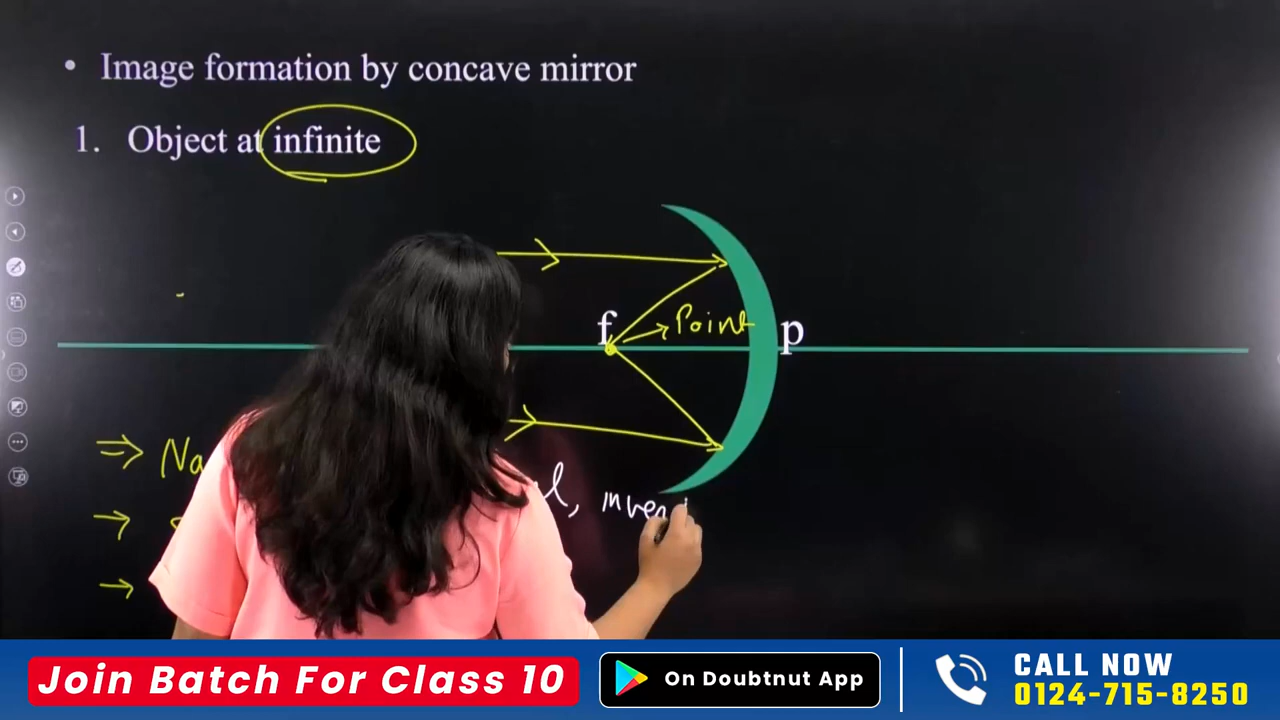 • Image formation by concave mirror
1. Object at infinite
f
Point
p
⇒ Na
→
l, inver
→
Join Batch For Class 10
On Doubtnut App
CALL NOW
0124-715-8250